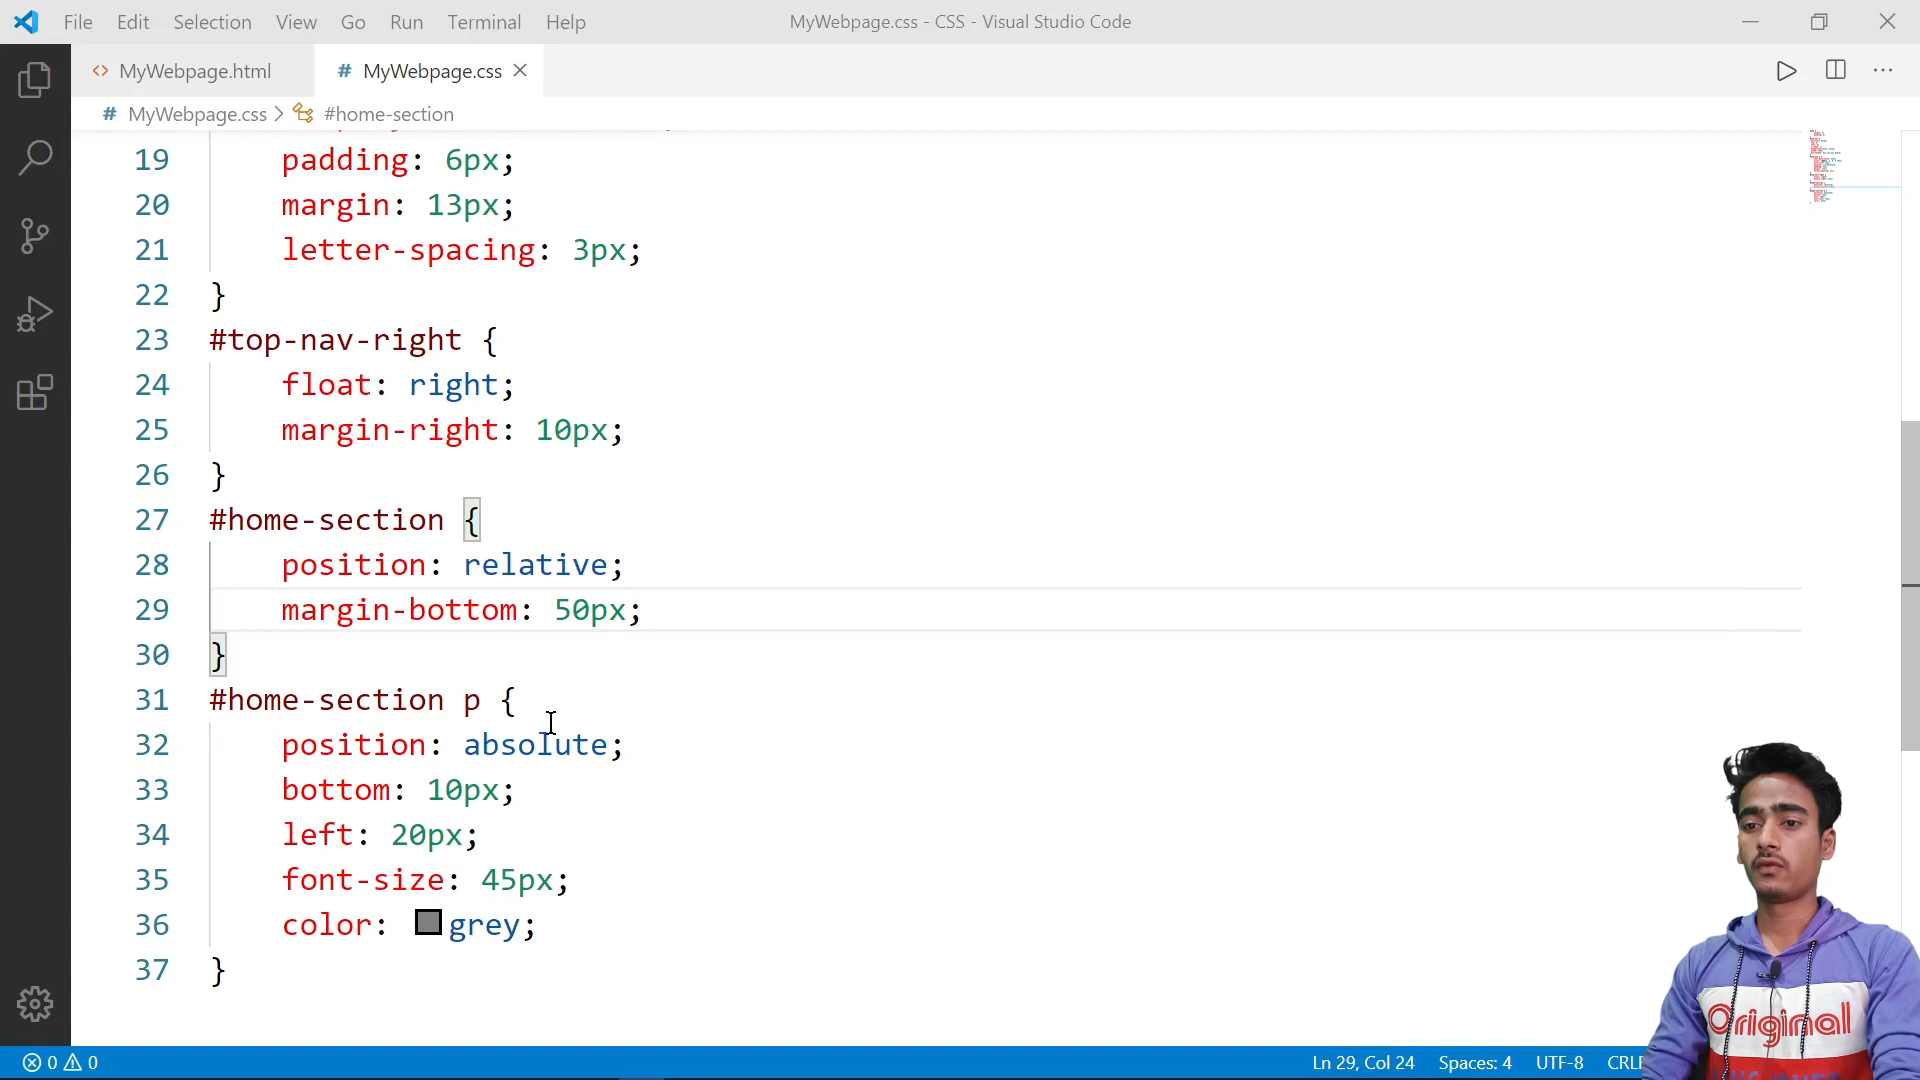 File Edit Selection View Go Run Terminal Help MyWebpage.css - CSS - Visual Studio Code
<> MyWebpage.html # MyWebpage.css
# MyWebpage.css > #home-section
19 padding: 6px;
20 margin: 13px;
21 letter-spacing: 3px;
22 }
23 #top-nav-right {
24 float: right;
25 margin-right: 10px;
26 }
27 #home-section {
28 position: relative;
29 margin-bottom: 50px;
30 }
31 #home-section p {
32 position: absolute;
33 bottom: 10px;
34 left: 20px;
35 font-size: 45px;
36 color: grey;
37 }
Original
0 0 Ln 29, Col 24 Spaces: 4 UTF-8 CRLF